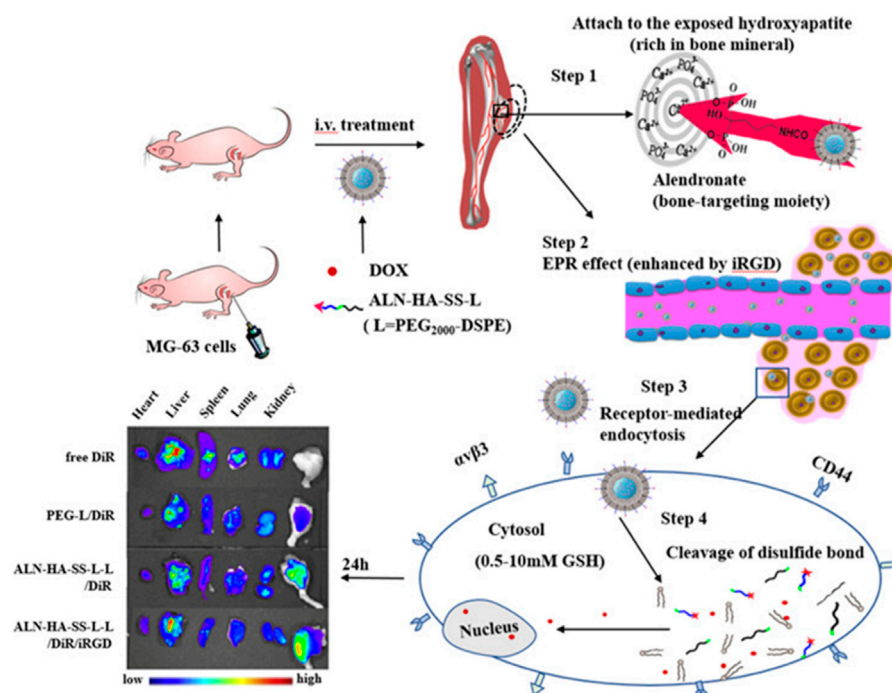 Attach to the exposed hydroxyapatite
(rich in bone mineral)
Step 1
i.v. treatment
Alendronate
(bone-targeting moiety)
Step 2
EPR effect (enhanced by iRGD)
DOX
ALN-HA-SS-L
( L=PEG2000-DSPE)
MG-63 cells
Step 3
Receptor-mediated
endocytosis
αvβ3
CD44
Step 4
Cytosol
(0.5-10mM GSH)
Cleavage of disulfide bond
Nucleus
24h
Heart
Liver
Spleen
Lung
Kidney
free DiR
PEG-L/DiR
ALN-HA-SS-L-L
/DiR
ALN-HA-SS-L-L
/DiR/iRGD
low
high